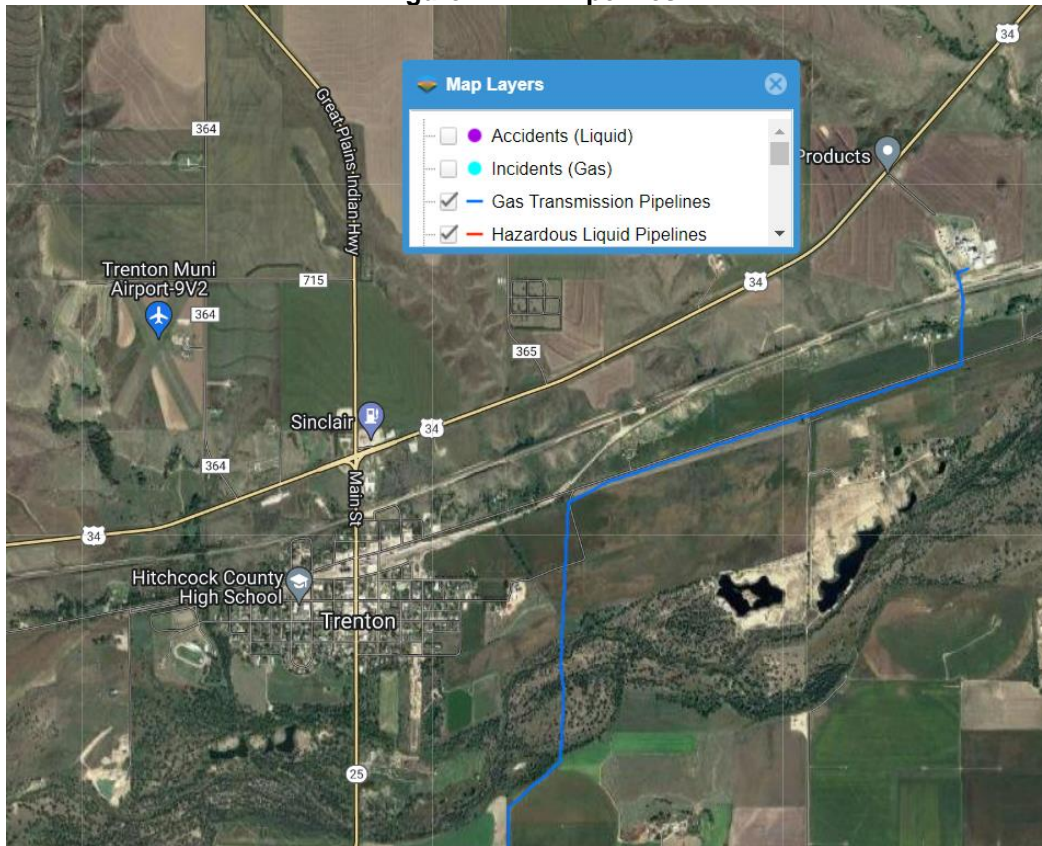 34
Map Layers
Accidents (Liquid)
Incidents (Gas)
Gas Transmission Pipelines
Hazardous Liquid Pipelines
Products
Great Plains Indian Hwy
364
Trenton Muni
Airport-9V2
715
364
34
365
Sinclair
34
364
Main St
34
Hitchcock County
High School
Trenton
25